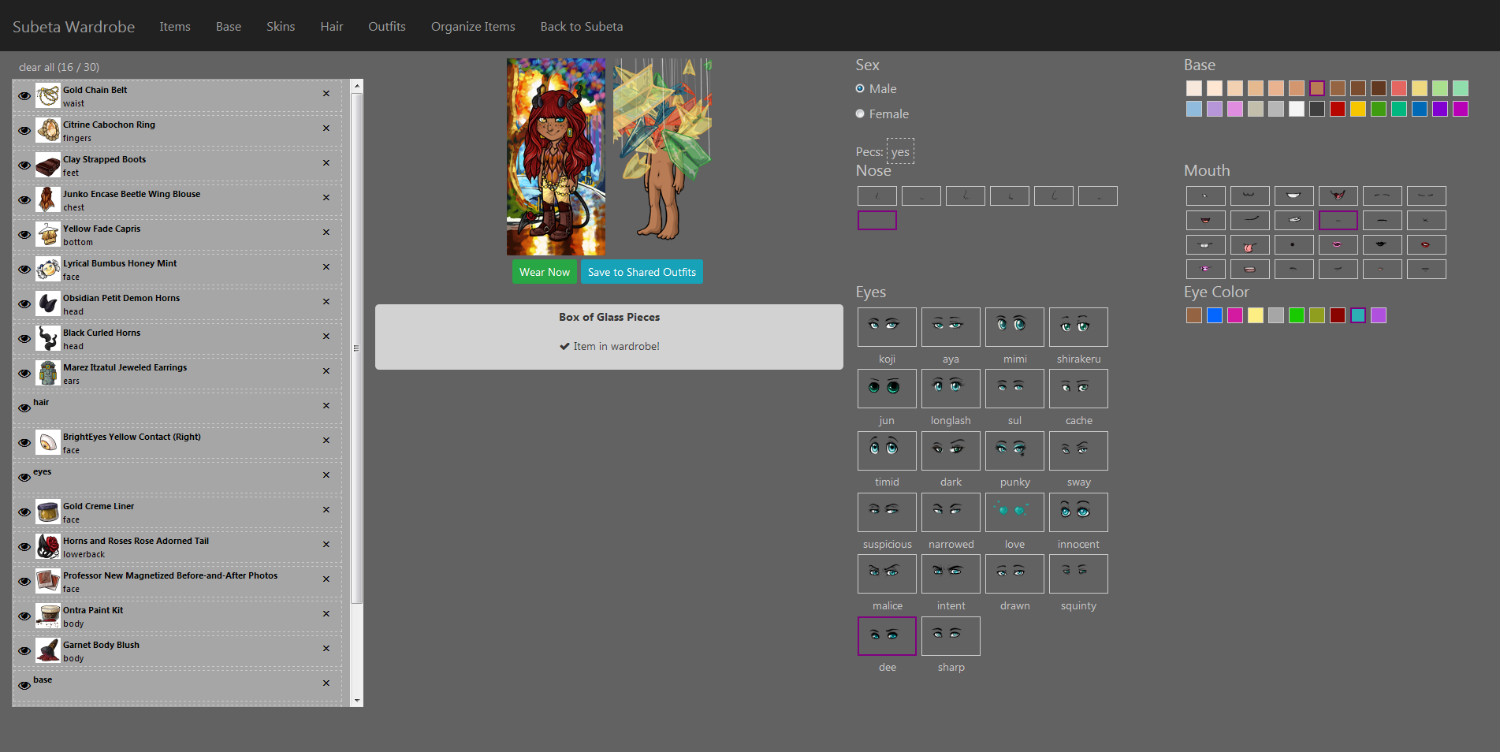 Subeta Wardrobe Items Base Skins Hair Outfits Organize Items Back to Subeta
clear all (16 / 30)
Gold Chain Belt
waist
Citrine Cabochon Ring
fingers
Clay Strapped Boots
feet
Junko Encase Beetle Wing Blouse
chest
Yellow Fade Capris
bottom
Lyrical Bumbus Honey Mint
face
Obsidian Petit Demon Horns
head
Black Curled Horns
head
Marez Itzatul Jeweled Earrings
ears
hair
BrightEyes Yellow Contact (Right)
face
eyes
Gold Creme Liner
face
Horns and Roses Rose Adorned Tail
lowerback
Professor New Magnetized Before-and-After Photos
face
Ontra Paint Kit
body
Garnet Body Blush
body
base
Wear Now Save to Shared Outfits
Box of Glass Pieces
Item in wardrobe!
Sex
Male
Female
Pecs: yes
Nose
Eyes
koji aya mimi shirakeru
jun longlash sul cache
timid dark punky sway
suspicious narrowed love innocent
malice intent drawn squinty
dee sharp
Base
Mouth
Eye Color